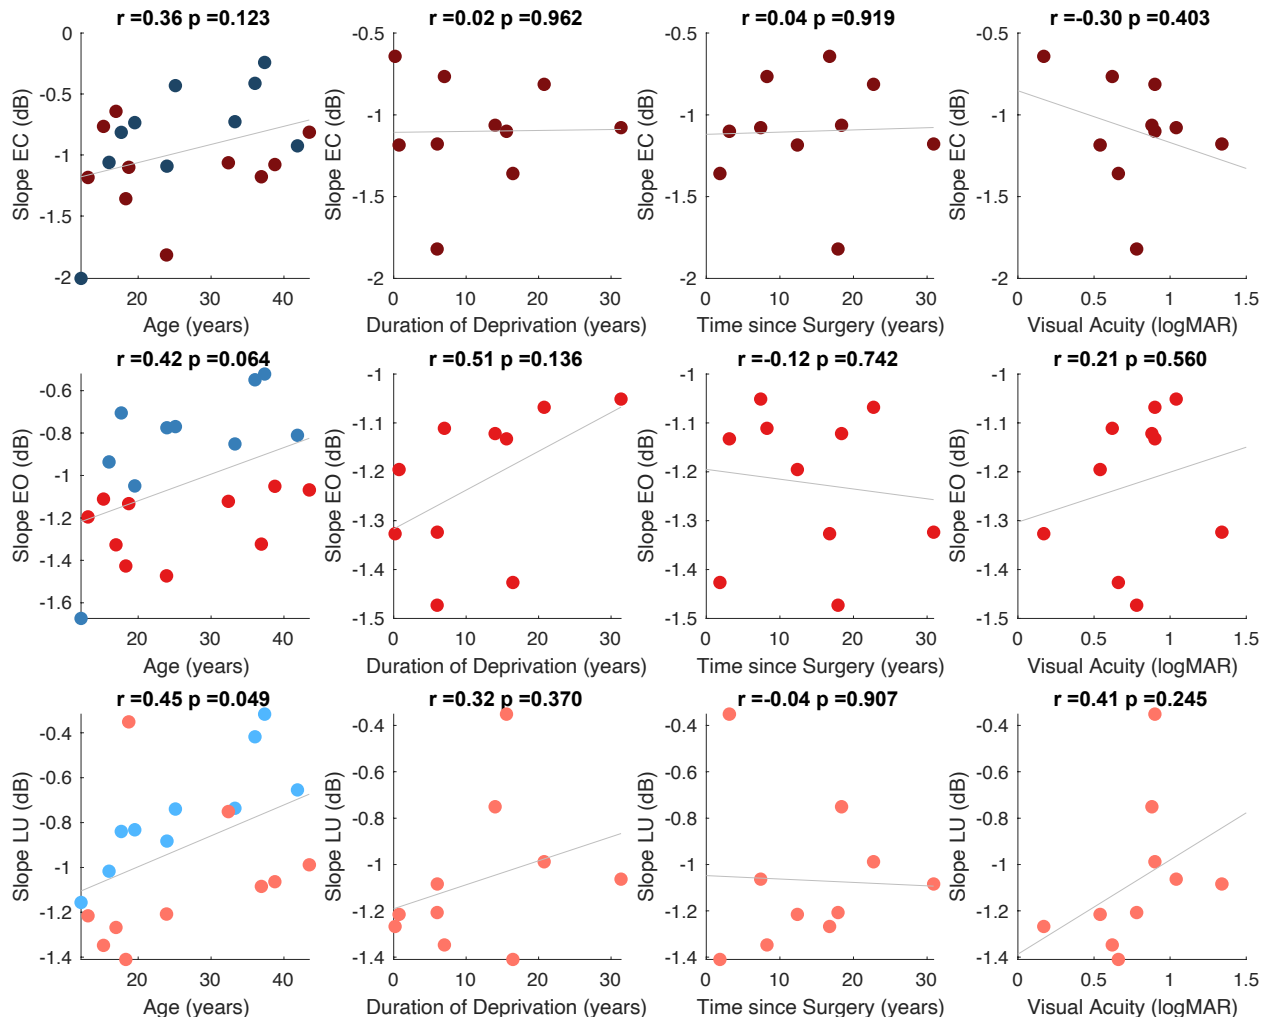 r =0.36 p =0.123
r =0.02 p =0.962
r =0.04 p =0.919
r =-0.30 p =0.403
Slope EC (dB)
0
-0.5
-1
-1.5
-2
20 30 40
Age (years)
Slope EC (dB)
-0.5
-1
-1.5
-2
0 10 20 30
Duration of Deprivation (years)
Slope EC (dB)
-0.5
-1
-1.5
-2
0 10 20 30
Time since Surgery (years)
Slope EC (dB)
-0.5
-1
-1.5
-2
0 0.5 1 1.5
Visual Acuity (logMAR)
r =0.42 p =0.064
r =0.51 p =0.136
r =-0.12 p =0.742
r =0.21 p =0.560
Slope EO (dB)
-0.6
-0.8
-1
-1.2
-1.4
-1.6
20 30 40
Age (years)
Slope EO (dB)
-1
-1.1
-1.2
-1.3
-1.4
-1.5
0 10 20 30
Duration of Deprivation (years)
Slope EO (dB)
-1
-1.1
-1.2
-1.3
-1.4
-1.5
0 10 20 30
Time since Surgery (years)
Slope EO (dB)
-1
-1.1
-1.2
-1.3
-1.4
-1.5
0 0.5 1 1.5
Visual Acuity (logMAR)
r =0.45 p =0.049
r =0.32 p =0.370
r =-0.04 p =0.907
r =0.41 p =0.245
Slope LU (dB)
-0.4
-0.6
-0.8
-1
-1.2
-1.4
20 30 40
Age (years)
Slope LU (dB)
-0.4
-0.6
-0.8
-1
-1.2
-1.4
0 10 20 30
Duration of Deprivation (years)
Slope LU (dB)
-0.4
-0.6
-0.8
-1
-1.2
-1.4
0 10 20 30
Time since Surgery (years)
Slope LU (dB)
-0.4
-0.6
-0.8
-1
-1.2
-1.4
0 0.5 1 1.5
Visual Acuity (logMAR)